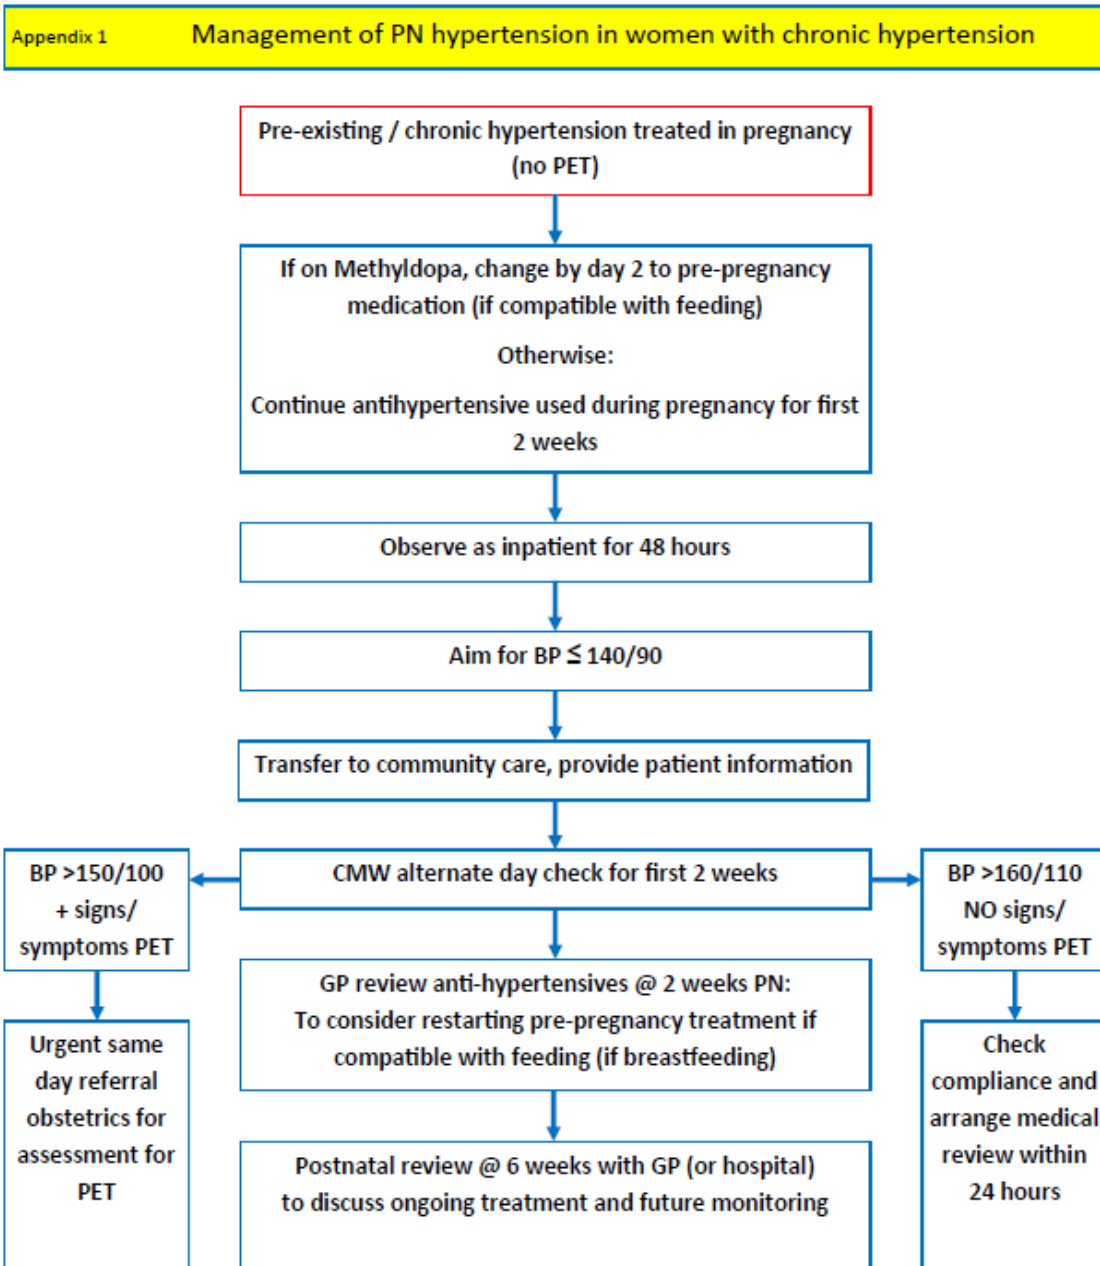 Appendix 1 Management of PN hypertension in women with chronic hypertension
Pre-existing / chronic hypertension treated in pregnancy
(no PET)
If on Methyldopa, change by day 2 to pre-pregnancy
medication (if compatible with feeding)
Otherwise:
Continue antihypertensive used during pregnancy for first
2 weeks
Observe as inpatient for 48 hours
Aim for BP ≤ 140/90
Transfer to community care, provide patient information
BP >150/100
+ signs/
symptoms PET
CMW alternate day check for first 2 weeks
BP >160/110
NO signs/
symptoms PET
Urgent same
day referral
obstetrics for
assessment for
PET
GP review anti-hypertensives @ 2 weeks PN:
To consider restarting pre-pregnancy treatment if
compatible with feeding (if breastfeeding)
Check
compliance and
arrange medical
review within
24 hours
Postnatal review @ 6 weeks with GP (or hospital)
to discuss ongoing treatment and future monitoring